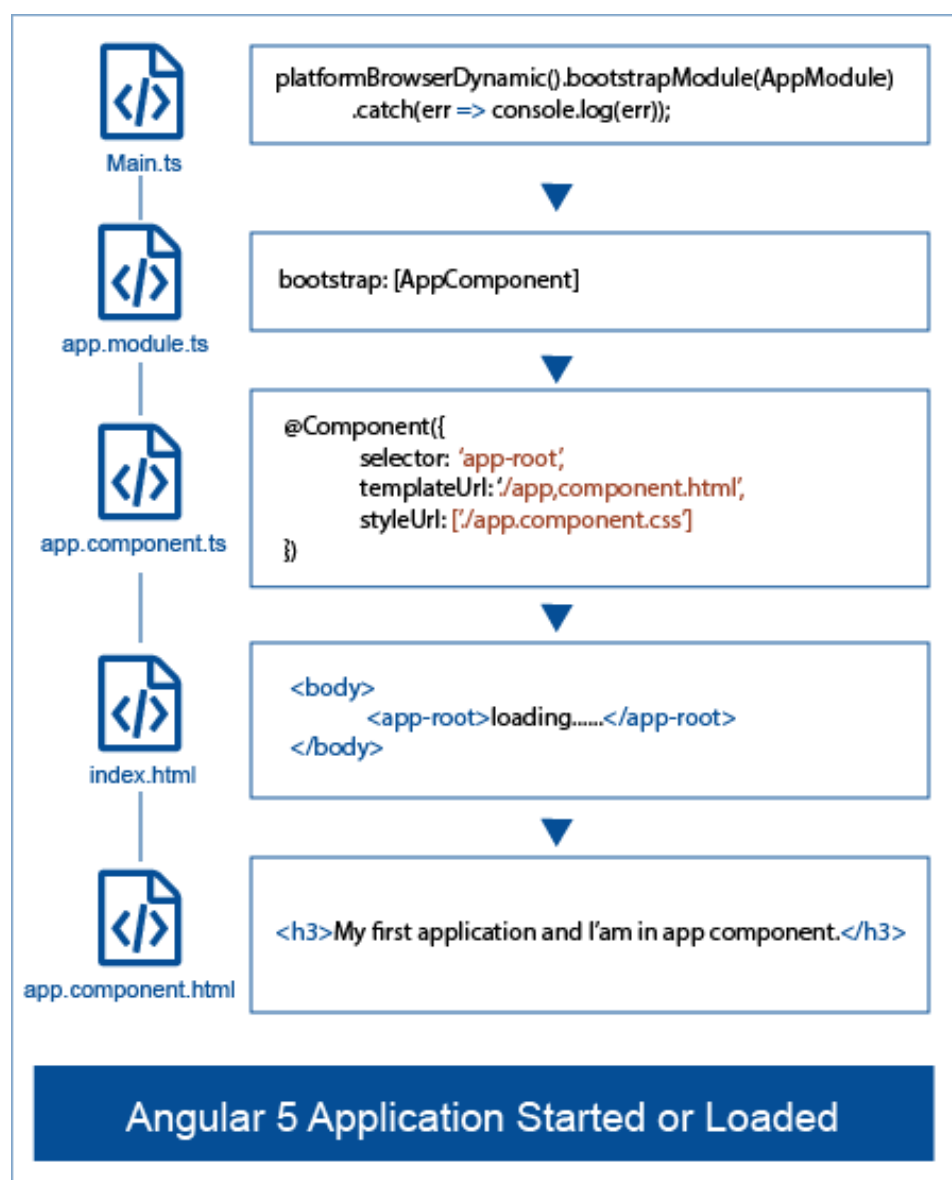 platformBrowserDynamic().bootstrapModule(AppModule)
.catch(err => console.log(err));
Main.ts
bootstrap: [AppComponent]
app.module.ts
@Component({
selector: ‘app-root’,
templateUrl: ‘./app,component.html’,
styleUrl: [’./app.component.css’]
})
app.component.ts
<body>
<app-root>loading......</app-root>
</body>
index.html
<h3>My first application and I’am in app component.</h3>
app.component.html
Angular 5 Application Started or Loaded